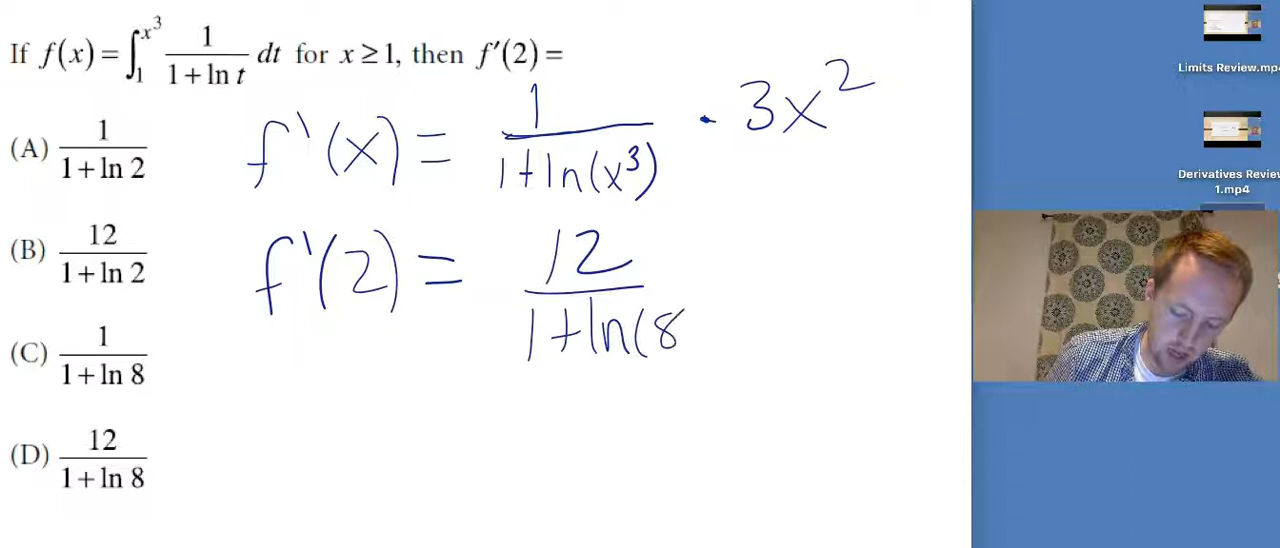 If f(x) = ∫₁^{x³} 1/(1 + ln t) dt for x ≥ 1, then f′(2) =
(A) 1/(1 + ln 2)
(B) 12/(1 + ln 2)
(C) 1/(1 + ln 8)
(D) 12/(1 + ln 8)
f'(x) = 1/(1+ln(x³)) · 3x²
f'(2) = 12/(1+ln(8
Limits Review.mp4
Derivatives Review
1.mp4